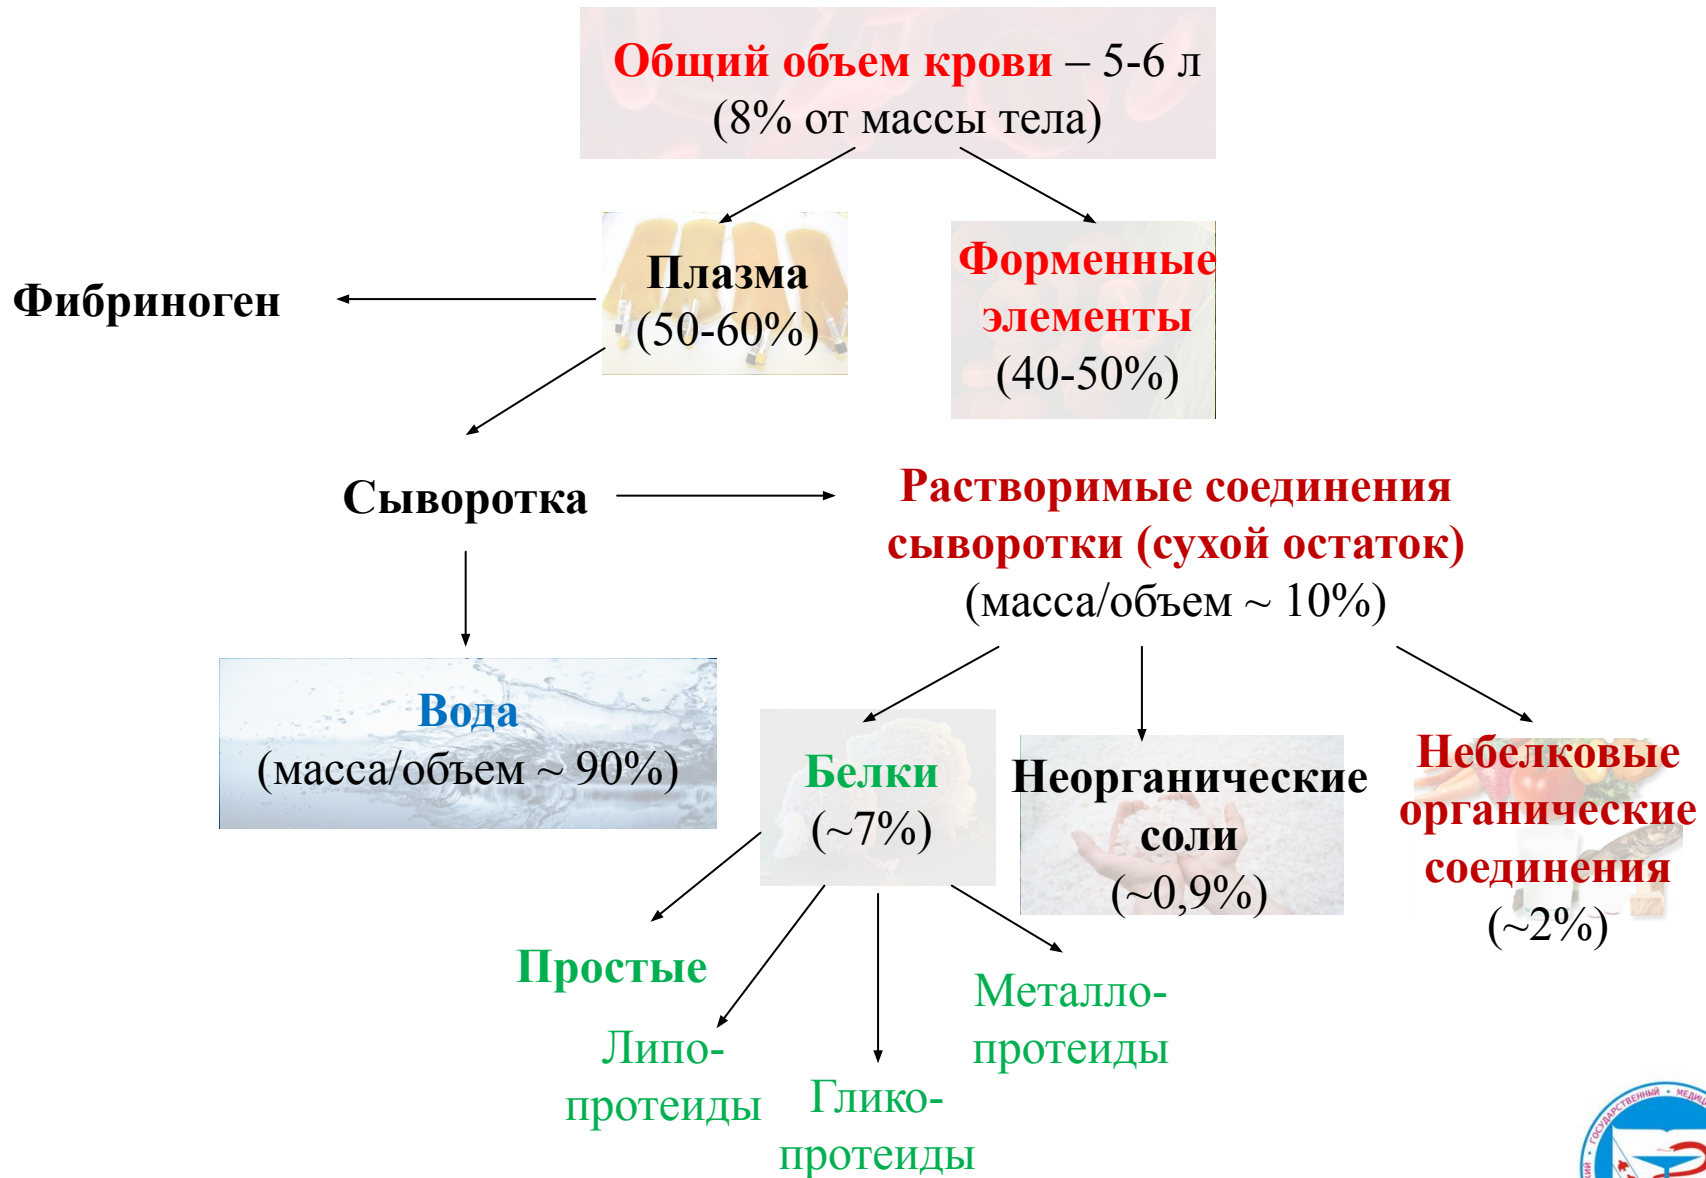 Общий объем крови – 5-6 л
(8% от массы тела)
Плазма
(50-60%)
Форменные
элементы
(40-50%)
Фибриноген
Сыворотка
Растворимые соединения
сыворотки (сухой остаток)
(масса/объем ~ 10%)
Вода
(масса/объем ~ 90%)
Белки
(~7%)
Неорганические
соли
(~0,9%)
Небелковые
органические
соединения
(~2%)
Простые
Липо-
протеиды
Глико-
протеиды
Металло-
протеиды
ГОСУДАРСТВЕННЫЙ